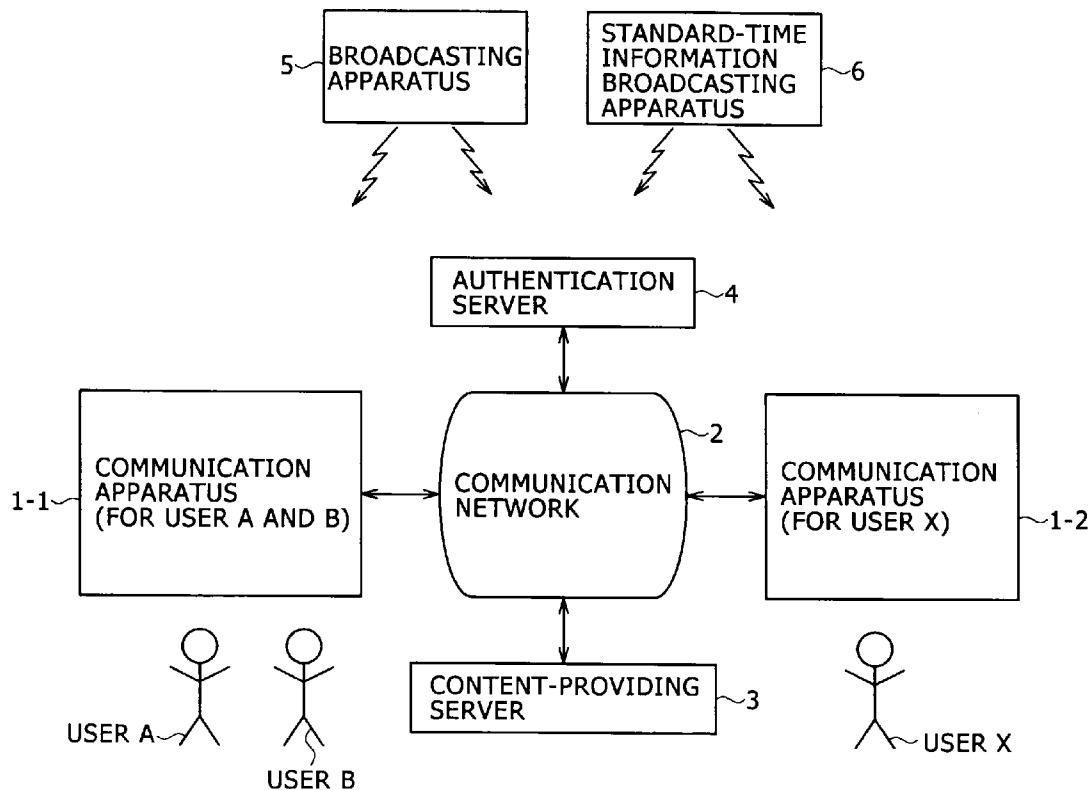 5
BROADCASTING
APPARATUS
STANDARD-TIME
INFORMATION
BROADCASTING
APPARATUS
6
AUTHENTICATION
SERVER
4
1-1
COMMUNICATION
APPARATUS
(FOR USER A AND B)
COMMUNICATION
NETWORK
2
COMMUNICATION
APPARATUS
(FOR USER X)
1-2
CONTENT-PROVIDING
SERVER
3
USER A
USER B
USER X